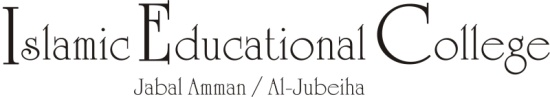 Islamic Educational College
Jabal Amman / Al-Jubeiha